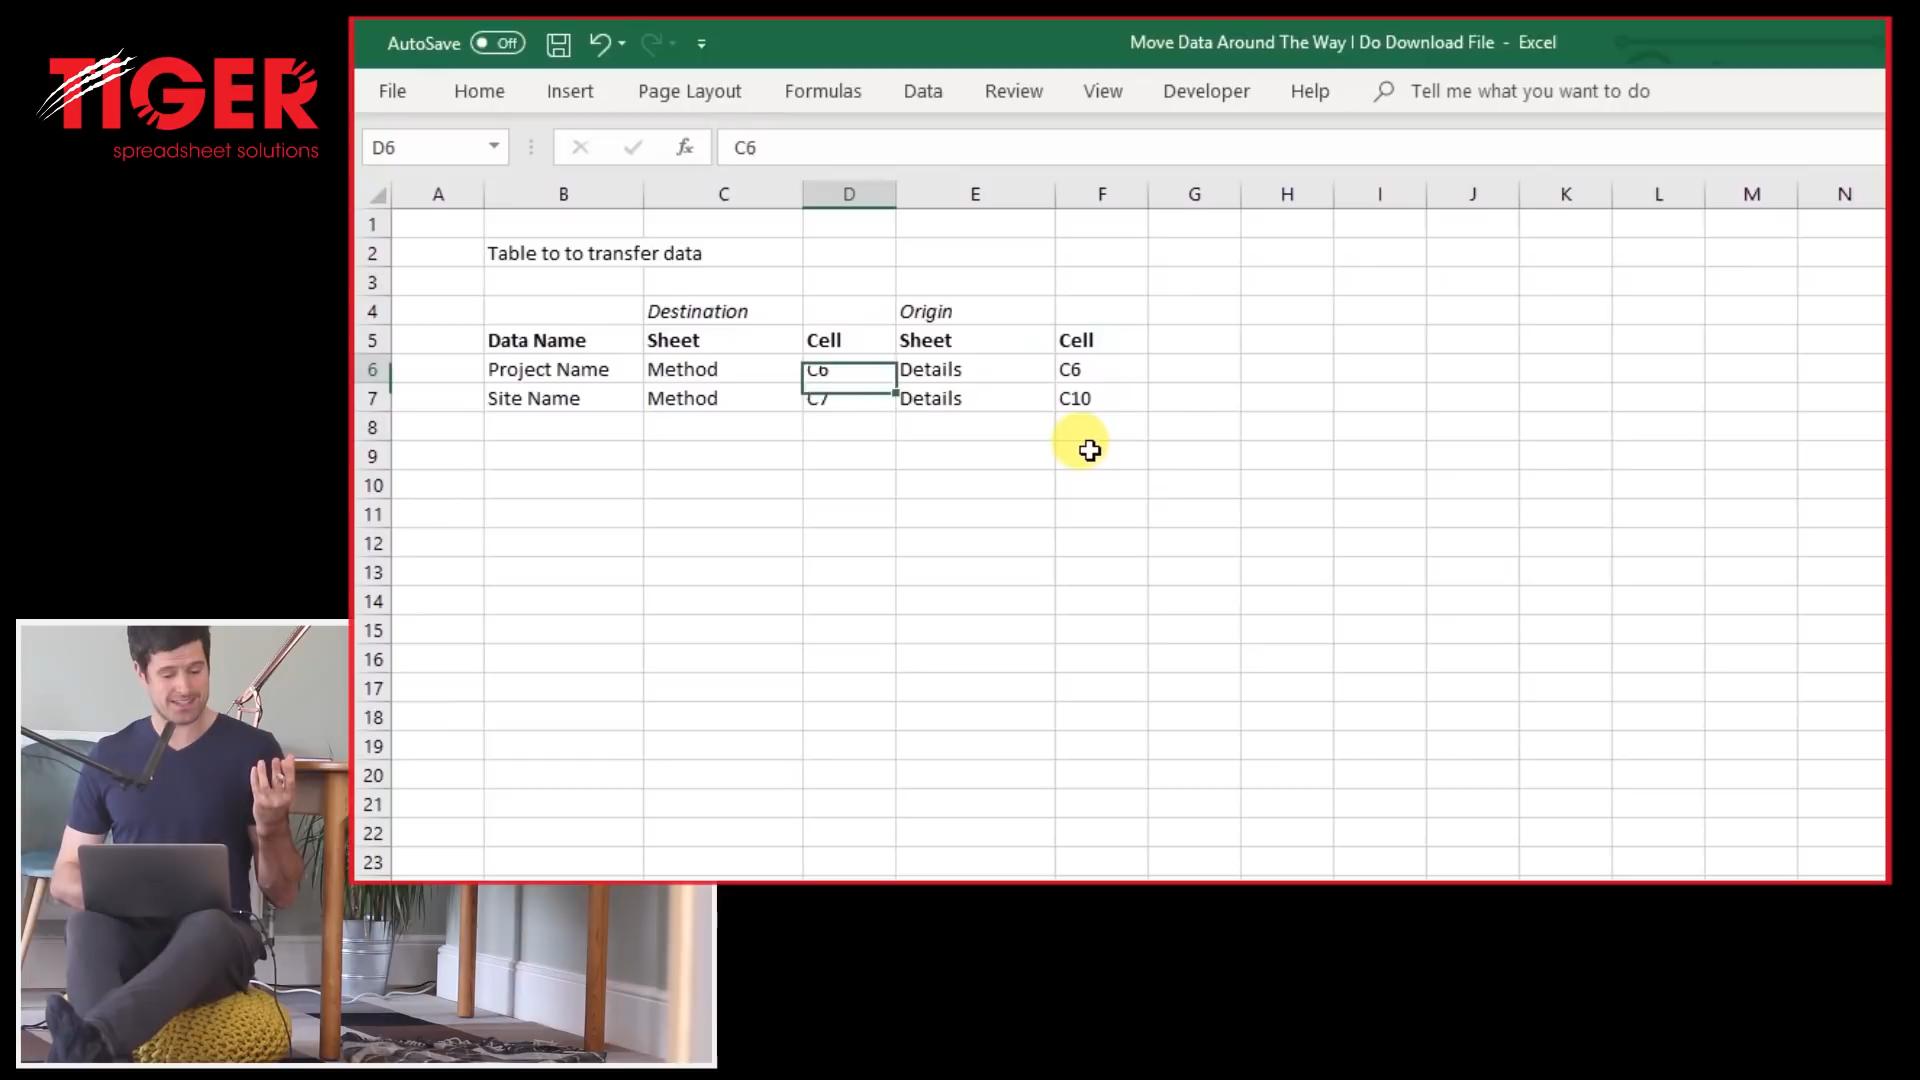 TIGER
spreadsheet solutions
AutoSave Off
Move Data Around The Way I Do Download File - Excel
File Home Insert Page Layout Formulas Data Review View Developer Help Tell me what you want to do
D6 fx C6
A B C D E F G H I J K L M N
1
2 Table to to transfer data
3
4 Destination Origin
5 Data Name Sheet Cell Sheet Cell
6 Project Name Method C6 Details C6
7 Site Name Method C7 Details C10
8
9
10
11
12
13
14
15
16
17
18
19
20
21
22
23